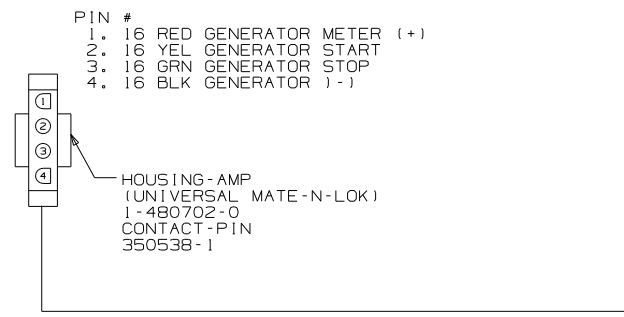 PIN #
1. 16 RED GENERATOR METER (+)
2. 16 YEL GENERATOR START
3. 16 GRN GENERATOR STOP
4. 16 BLK GENERATOR )-)
1
2
3
4
HOUSING-AMP
(UNIVERSAL MATE-N-LOK)
1-480702-0
CONTACT-PIN
350538-1